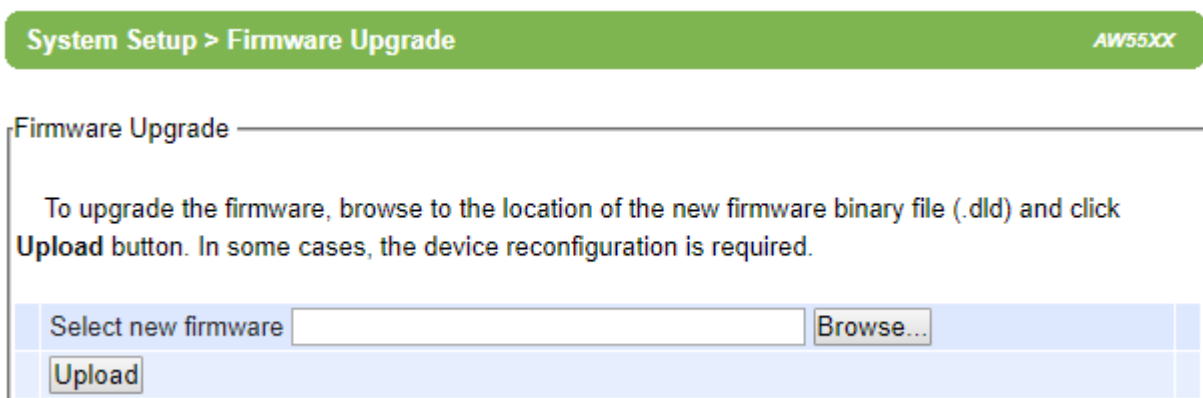 System Setup > Firmware Upgrade AW55XX
Firmware Upgrade
To upgrade the firmware, browse to the location of the new firmware binary file (.dld) and click
Upload button. In some cases, the device reconfiguration is required.
Select new firmware Browse...
Upload